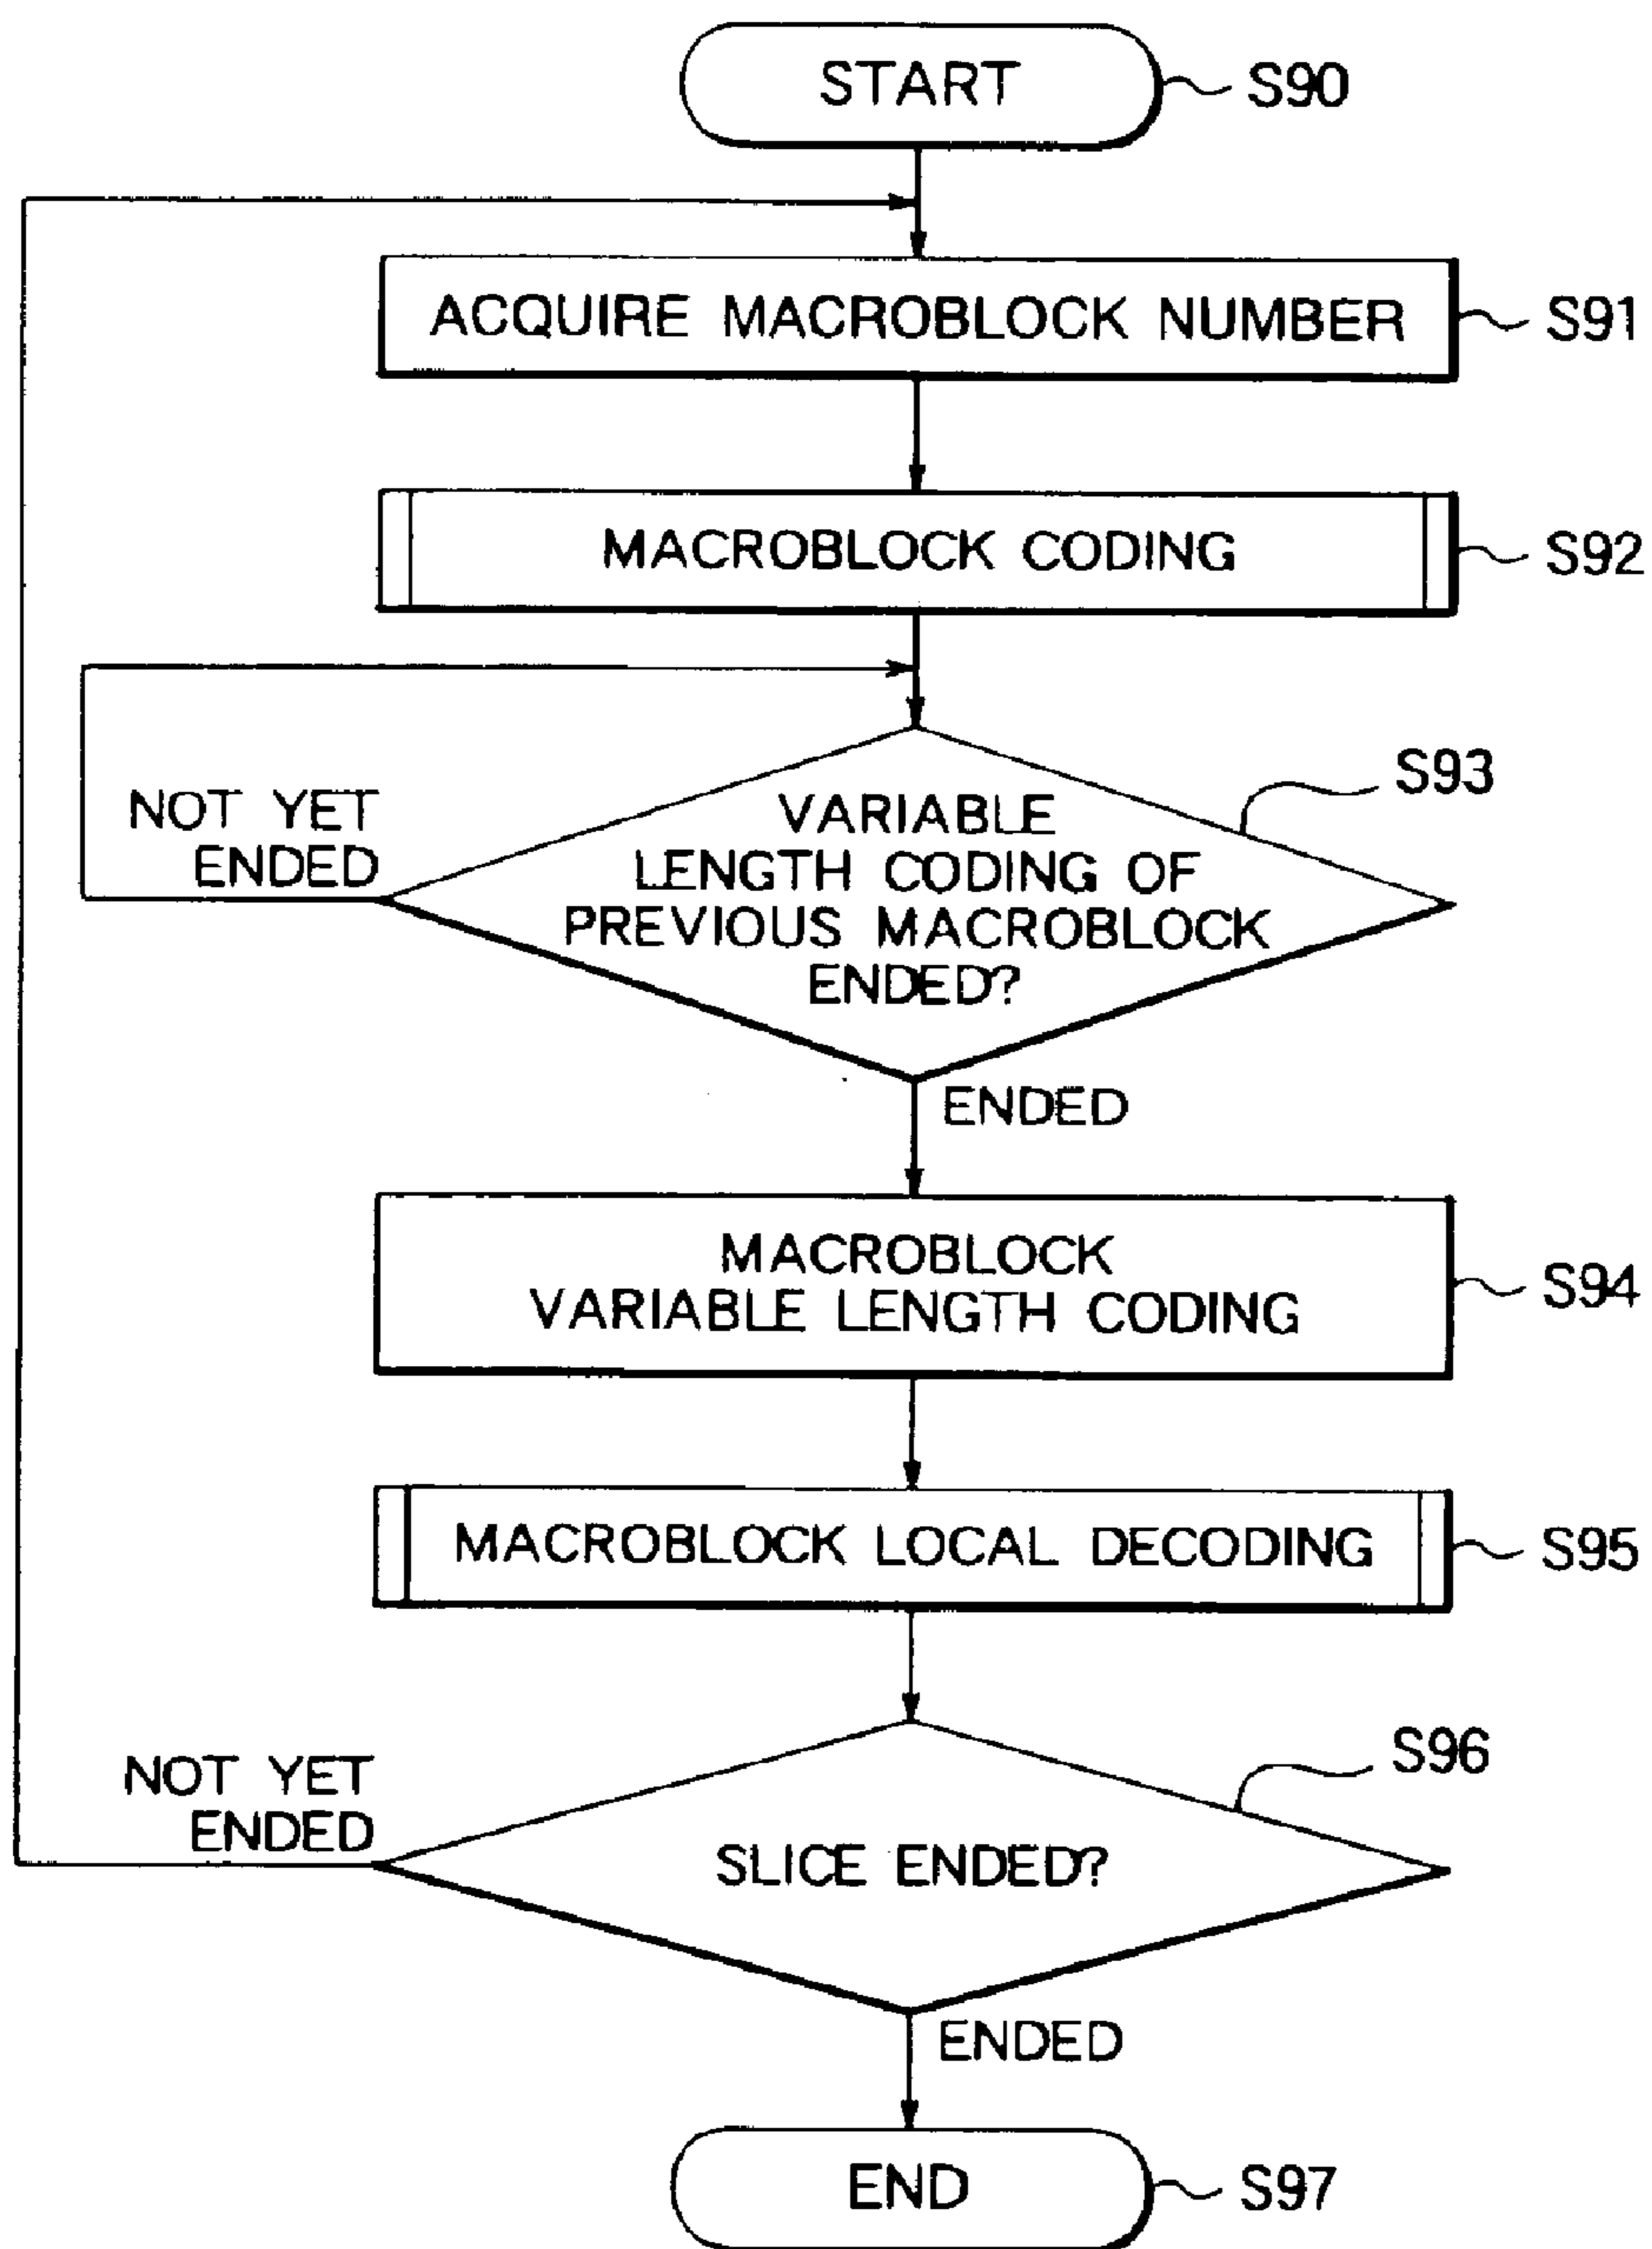 START
S90
ACQUIRE MACROBLOCK NUMBER
S91
MACROBLOCK CODING
S92
S93
NOT YET
ENDED
VARIABLE
LENGTH CODING OF
PREVIOUS MACROBLOCK
ENDED?
ENDED
MACROBLOCK
VARIABLE LENGTH CODING
S94
MACROBLOCK LOCAL DECODING
S95
S96
NOT YET
ENDED
SLICE ENDED?
ENDED
END
S97